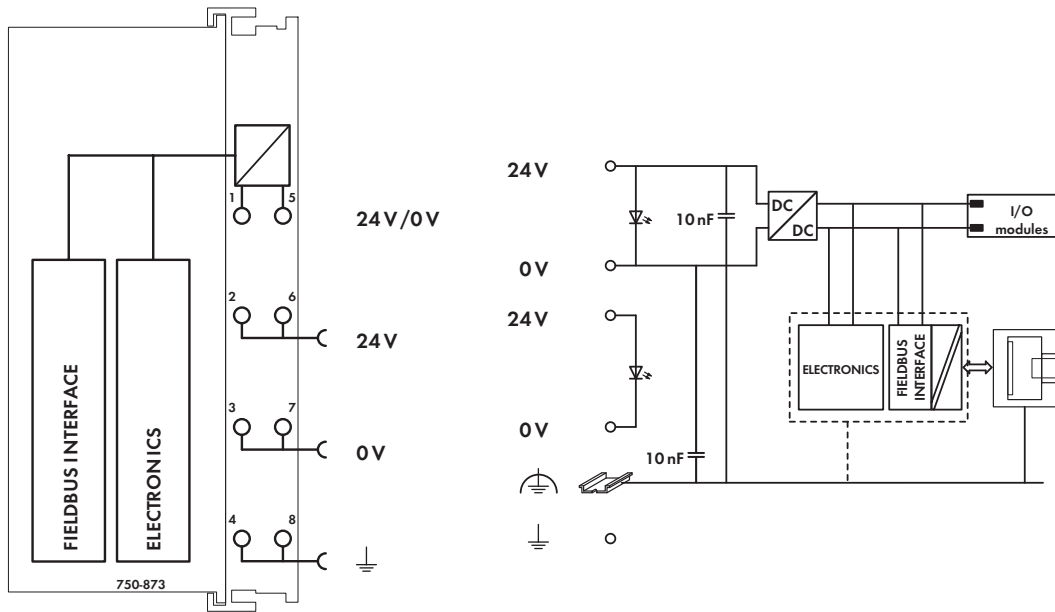 1
5
24V/0V
2
6
24V
3
7
0V
4
8
FIELDBUS INTERFACE
ELECTRONICS
750-873
24V
10nF
DC
DC
I/O
modules
0V
24V
ELECTRONICS
FIELDBUS
INTERFACE
0V
10nF